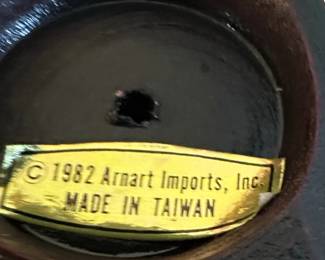 © 1982 Arnart Imports, Inc.
MADE IN TAIWAN